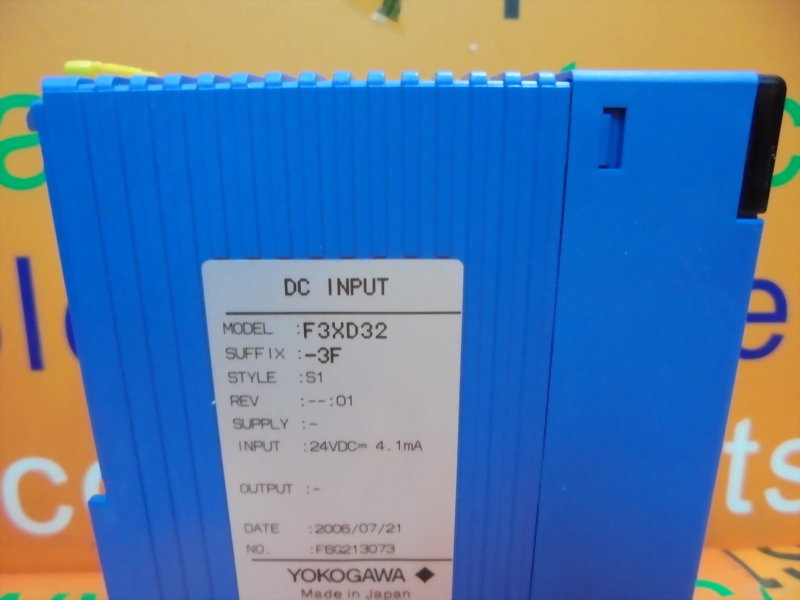 DC INPUT
MODEL :F3XD32
SUFFIX :-3F
STYLE :S1
REV :--:01
SUPPLY :-
INPUT :24VDC= 4.1mA
OUTPUT :-
DATE :2006/07/21
NO. :F6G213073
YOKOGAWA ◆
Made in Japan